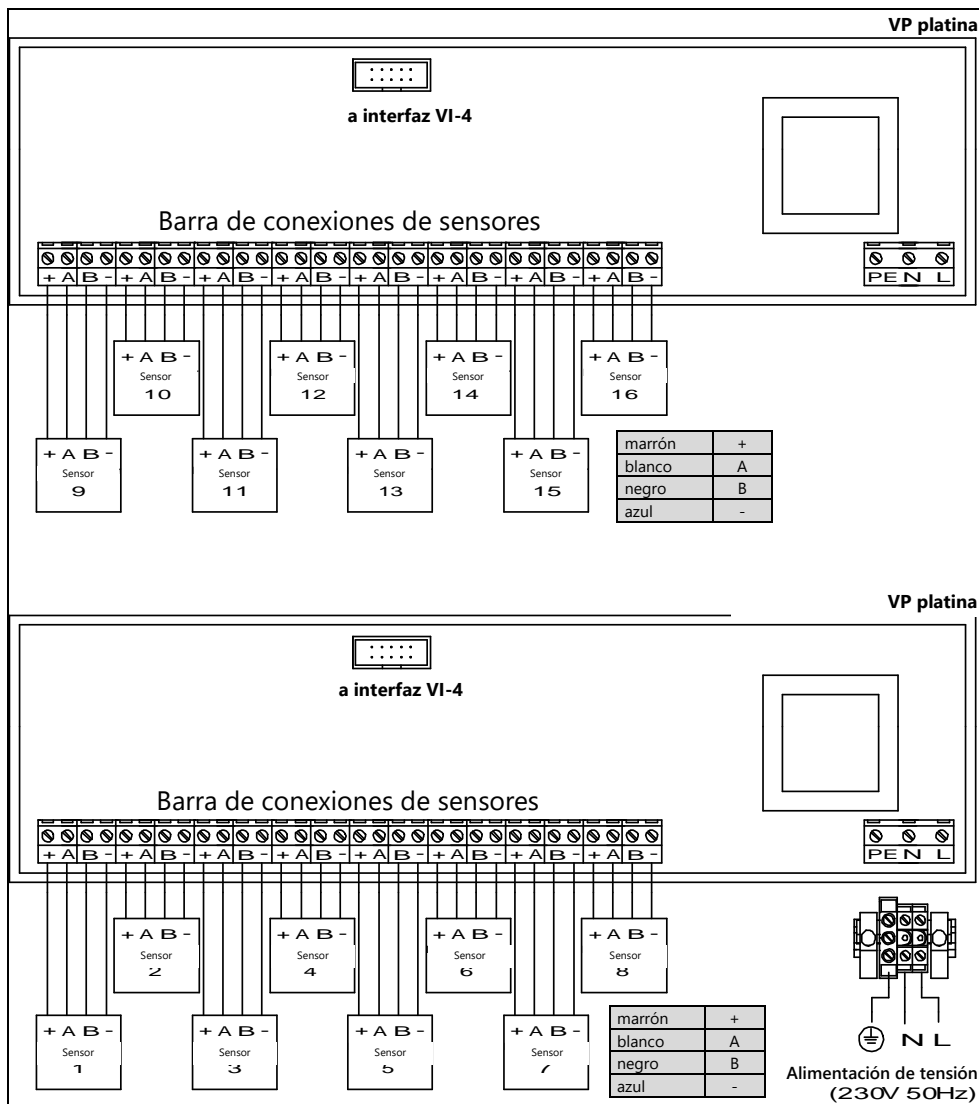 VP platina
a interfaz VI-4
Barra de conexiones de sensores
+ A B - + A B - + A B - + A B - + A B - + A B - + A B - + A B -
PE N L
+ A B -
Sensor
10
+ A B -
Sensor
12
+ A B -
Sensor
14
+ A B -
Sensor
16
+ A B -
Sensor
9
+ A B -
Sensor
11
+ A B -
Sensor
13
+ A B -
Sensor
15
marrón +
blanco A
negro B
azul -
VP platina
a interfaz VI-4
Barra de conexiones de sensores
+ A B - + A B - + A B - + A B - + A B - + A B - + A B - + A B -
PE N L
+ A B -
Sensor
2
+ A B -
Sensor
4
+ A B -
Sensor
6
+ A B -
Sensor
8
+ A B -
Sensor
1
+ A B -
Sensor
3
+ A B -
Sensor
5
+ A B -
Sensor
7
marrón +
blanco A
negro B
azul -
N L
Alimentación de tensión
(230V 50Hz)